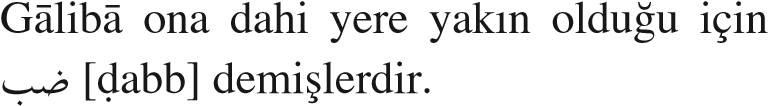 Gālibā ona dahi yere yakın olduğu için
ضب [ḍabb] demişlerdir.